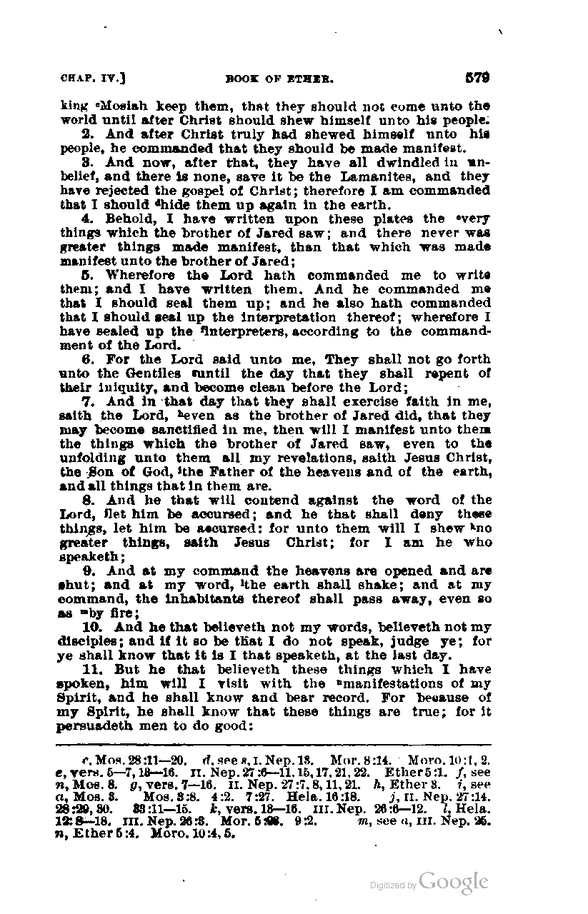 CHAP. IV.] BOOK OF ETHER. 579
king ᶜMosiah keep them, that they should not come unto the
world until after Christ should shew himself unto his people.
2. And after Christ truly had shewed himself unto his
people, he commanded that they should be made manifest.
3. And now, after that, they have all dwindled in un-
belief, and there is none, save it be the Lamanites, and they
have rejected the gospel of Christ; therefore I am commanded
that I should ᵈhide them up again in the earth.
4. Behold, I have written upon these plates the ᵉvery
things which the brother of Jared saw; and there never was
greater things made manifest, than that which was made
manifest unto the brother of Jared;
5. Wherefore the Lord hath commanded me to write
them; and I have written them. And he commanded me
that I should seal them up; and he also hath commanded
that I should seal up the interpretation thereof; wherefore I
have sealed up the ᶠinterpreters, according to the command-
ment of the Lord.
6. For the Lord said unto me, They shall not go forth
unto the Gentiles ᵍuntil the day that they shall repent of
their iniquity, and become clean before the Lord;
7. And in that day that they shall exercise faith in me,
saith the Lord, ʰeven as the brother of Jared did, that they
may become sanctified in me, then will I manifest unto them
the things which the brother of Jared saw, even to the
unfolding unto them all my revelations, saith Jesus Christ,
the Son of God, ⁱthe Father of the heavens and of the earth,
and all things that in them are.
8. And he that will contend against the word of the
Lord, ʲlet him be accursed; and he that shall deny these
things, let him be accursed: for unto them will I shew ᵏno
greater things, saith Jesus Christ; for I am he who
speaketh;
9. And at my command the heavens are opened and are
shut; and at my word, ˡthe earth shall shake; and at my
command, the inhabitants thereof shall pass away, even so
as ᵐby fire;
10. And he that believeth not my words, believeth not my
disciples; and if it so be that I do not speak, judge ye; for
ye shall know that it is I that speaketh, at the last day.
11. But he that believeth these things which I have
spoken, him will I visit with the ⁿmanifestations of my
Spirit, and he shall know and bear record. For because of
my Spirit, he shall know that these things are true; for it
persuadeth men to do good:
c, Mos. 28:11—20. d, see s, I. Nep. 13. Mor. 8:14. Moro. 10:1, 2.
e, vers. 5—7, 13—16. II. Nep. 27:6—11, 15, 17, 21, 22. Ether 5:1. f, see
n, Mos. 8. g, vers. 7—16. II. Nep. 27:7, 8, 11, 21. h, Ether 3. i, see
a, Mos. 3. Mos. 3:8. 4:2. 7:27. Hela. 16:18. j, II. Nep. 27:14.
28:29, 30. 33:11—15. k, vers. 13—16. III. Nep. 26:6—12. l, Hela.
12:8—18. III. Nep. 26:3. Mor. 5:23. 9:2. m, see a, III. Nep. 25.
n, Ether 5:4. Moro. 10:4, 5.
Digitized by Google